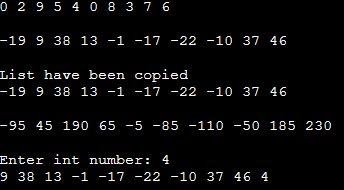 0 2 9 5 4 0 8 3 7 6
-19 9 38 13 -1 -17 -22 -10 37 46
List have been copied
-19 9 38 13 -1 -17 -22 -10 37 46
-95 45 190 65 -5 -85 -110 -50 185 230
Enter int number: 4
9 38 13 -1 -17 -22 -10 37 46 4